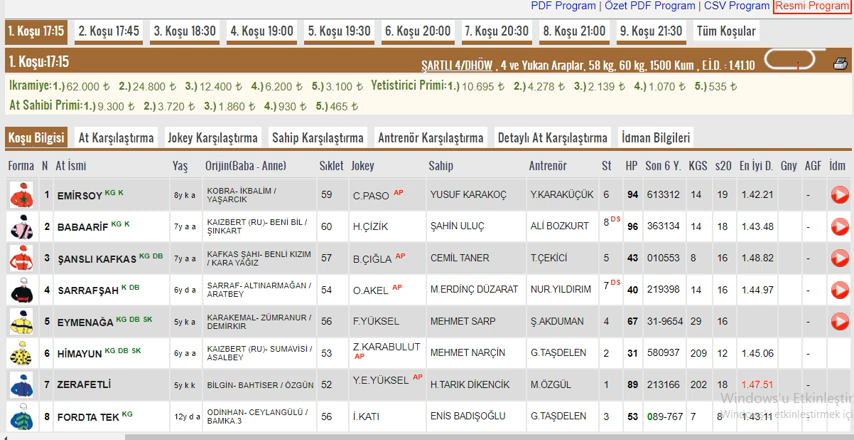 PDF Program | Özet PDF Program | CSV Program | Resmi Program
1. Koşu 17:15 2. Koşu 17:45 3. Koşu 18:30 4. Koşu 19:00 5. Koşu 19:30 6. Koşu 20:00 7. Koşu 20:30 8. Koşu 21:00 9. Koşu 21:30 Tüm Koşular
1. Koşu:17:15 ŞARTLI 4/DHÖW , 4 ve Yukarı Araplar, 58 kg, 60 kg, 1500 Kum , E.İ.D. : 1.41.10
Ikramiye:1.) 62.000 ₺ 2.) 24.800 ₺ 3.) 12.400 ₺ 4.) 6.200 ₺ 5.) 3.100 ₺ Yetistirici Primi:1.) 10.695 ₺ 2.) 4.278 ₺ 3.) 2.139 ₺ 4.) 1.070 ₺ 5.) 535 ₺
At Sahibi Primi:1.) 9.300 ₺ 2.) 3.720 ₺ 3.) 1.860 ₺ 4.) 930 ₺ 5.) 465 ₺
Koşu Bilgisi At Karşılaştırma Jokey Karşılaştırma Sahip Karşılaştırma Antrenör Karşılaştırma Detaylı At Karşılaştırma İdman Bilgileri
Forma N At İsmi Yaş Orijin(Baba - Anne) Sıklet Jokey Sahip Antrenör St HP Son 6 Y. KGS s20 En İyi D. Gny AGF İdm
1 EMİRSOY KG K 8y k a KOBRA- İKBALİM / YAŞARCIK 59 C.PASO AP YUSUF KARAKOÇ Y.KARAKÜÇÜK 6 94 613312 14 19 1.42.21 -
2 BABAARİF KG K 7y a a KAIZBERT (RU)- BENİ BİL / ŞINKART 60 H.ÇİZİK ŞAHİN ULUÇ ALİ BOZKURT 8 DS 96 363134 14 18 1.43.48 -
3 ŞANSLI KAFKAS KG DB 7y a a KAFKAS ŞAHI- BENLİ KIZIM / KARA YAĞIZ 57 B.ÇIĞLA AP CEMİL TANER T.ÇEKİCİ 5 43 010553 8 16 1.48.82 -
4 SARRAFŞAH K DB 6y d a SARRAF- ALTINARMAĞAN / ARATBEY 54 O.AKEL AP M.ERDİNÇ DÜZARAT NUR.YILDIRIM 7 DS 40 219398 14 16 1.44.97 -
5 EYMENAĞA KG DB SK 5y k a KARAKEMAL- ZÜMRANUR / DEMİRKIR 56 F.YÜKSEL MEHMET SARP Ş.AKDUMAN 4 67 31-9654 29 16 -
6 HİMAYUN KG DB SK 6y a a KAIZBERT (RU)- SUMAVİSİ / ASALBEY 53 Z.KARABULUT AP MEHMET NARÇİN G.TAŞDELEN 2 31 580937 209 12 1.45.06 -
7 ZERAFETLİ 5y k k BİLGİN- BAHTİSER / ÖZGÜN 52 Y.E.YÜKSEL AP H.TARIK DİKENCİK M.ÖZGÜL 1 89 213166 202 18 1.47.51 -
Windows'u Etkinleştir
8 FORDTA TEK KG 12y d a ODİNHAN- CEYLANGÜLÜ / BAMKA.3 56 İ.KATI ENİS BADIŞOĞLU G.TAŞDELEN 3 53 089-767 7 8 1.43.11 -
Windows'u etkinleştirmek içi